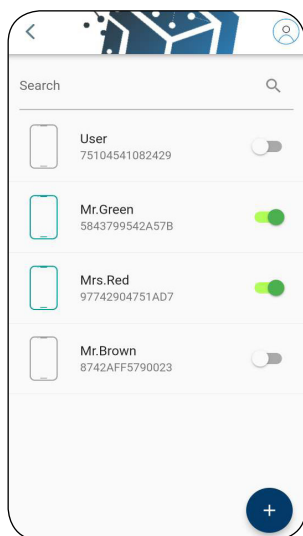 Search
User
75104541082429
Mr.Green
5843799542A57B
Mrs.Red
97742904751AD7
Mr.Brown
8742AFF5790023